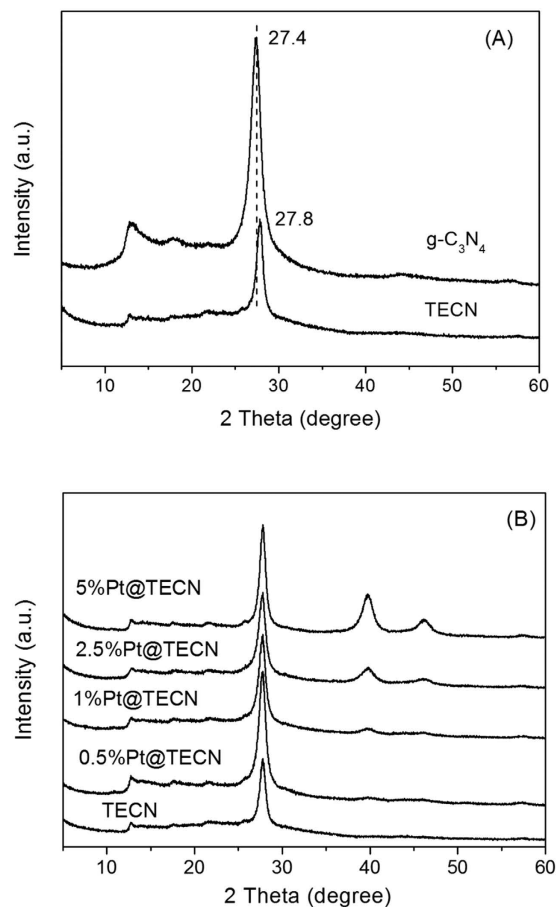 (A)
27.4
27.8
g-C₃N₄
TECN
Intensity (a.u.)
10 20 30 40 50 60
2 Theta (degree)
(B)
5%Pt@TECN
2.5%Pt@TECN
1%Pt@TECN
0.5%Pt@TECN
TECN
Intensity (a.u.)
10 20 30 40 50 60
2 Theta (degree)